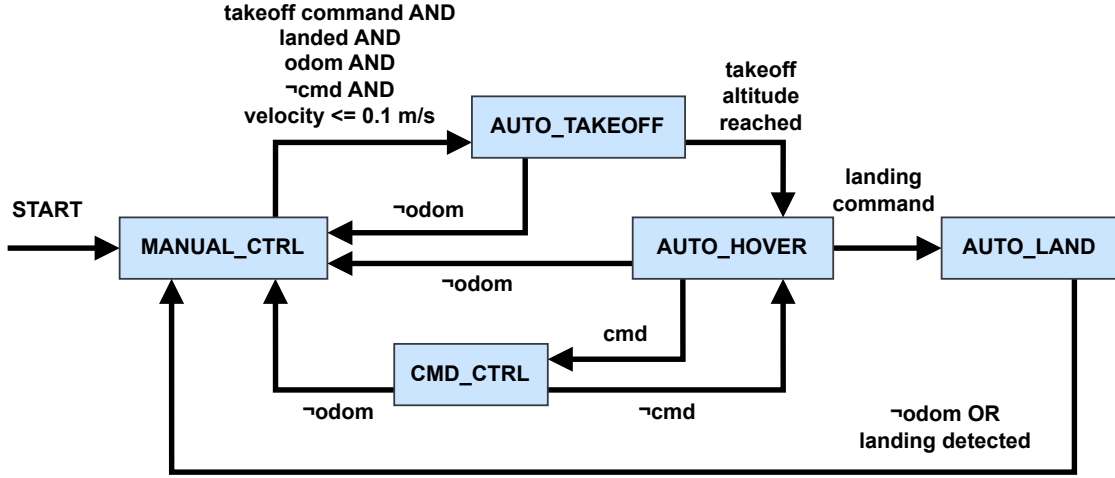 takeoff command AND
landed AND
odom AND
¬cmd AND
velocity <= 0.1 m/s
AUTO_TAKEOFF
takeoff
altitude
reached
START
¬odom
landing
command
MANUAL_CTRL
AUTO_HOVER
AUTO_LAND
¬odom
cmd
CMD_CTRL
¬odom
¬cmd
¬odom OR
landing detected